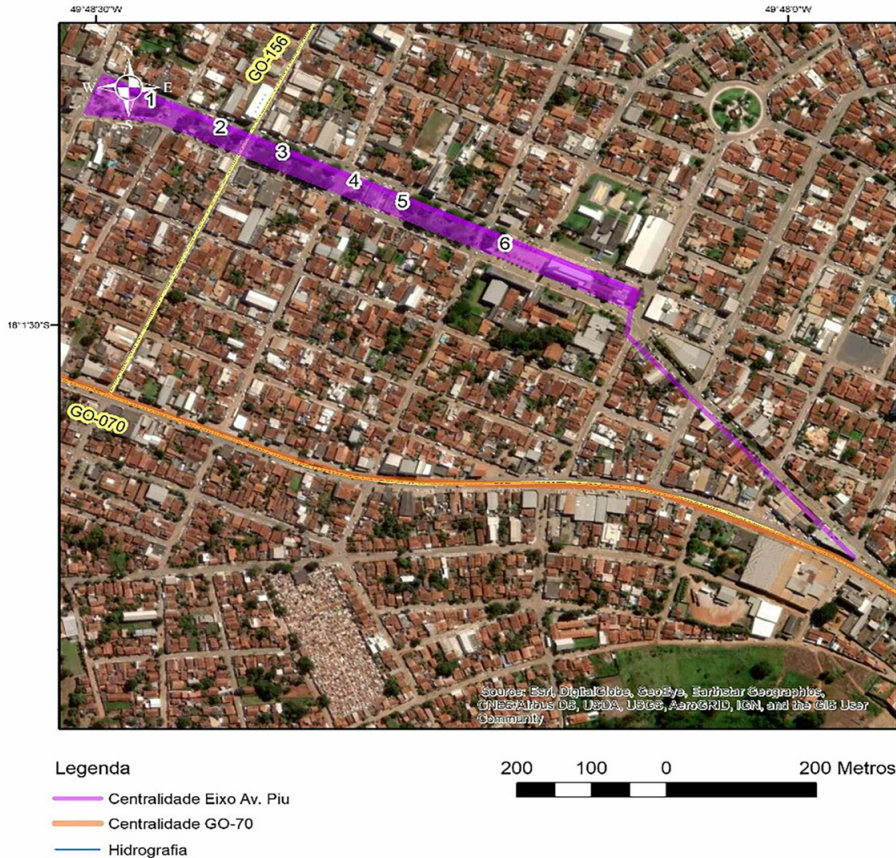 49°48'30"W
49°48'0"W
GO-156
N
W
E
S
1
2
3
4
5
6
18°1'30"S
GO-070
Source: Esri, DigitalGlobe, GeoEye, Earthstar Geographics,
CNES/Airbus DS, USDA, USGS, AeroGRID, IGN, and the GIS User
Community
Legenda
200 100 0 200 Metros
Centralidade Eixo Av. Piu
Centralidade GO-70
Hidrografia